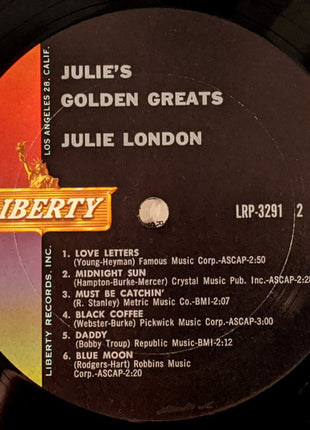 LOS ANGELES 28, CALIF.
JULIE'S
GOLDEN GREATS
JULIE LONDON
LIBERTY
LRP-3291 2
LIBERTY RECORDS, INC.
1. LOVE LETTERS
(Young-Heyman) Famous Music Corp.-ASCAP-2:50
2. MIDNIGHT SUN
(Hampton-Burke-Mercer) Crystal Music Pub. Inc.-ASCAP-2:28
3. MUST BE CATCHIN'
(R. Stanley) Metric Music Co.-BMI-2:07
4. BLACK COFFEE
(Webster-Burke) Pickwick Music Corp.-ASCAP-3:00
5. DADDY
(Bobby Troup) Republic Music-BMI-2:12
6. BLUE MOON
(Rodgers-Hart) Robbins Music
Corp.-ASCAP-2:20